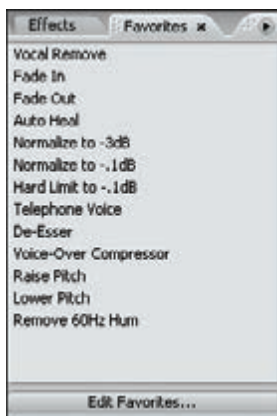 Effects Favorites x
Vocal Remove
Fade In
Fade Out
Auto Heal
Normalize to -3dB
Normalize to -.1dB
Hard Limit to -.1dB
Telephone Voice
De-Esser
Voice-Over Compressor
Raise Pitch
Lower Pitch
Remove 60Hz Hum
Edit Favorites...